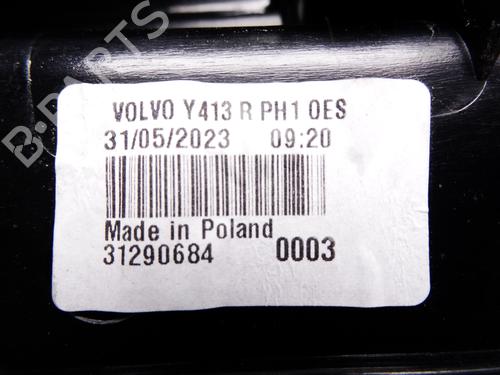 B-PARTS
VOLVO Y413 R PH1 OES
31/05/2023 09:20
Made in Poland
31290684 0003